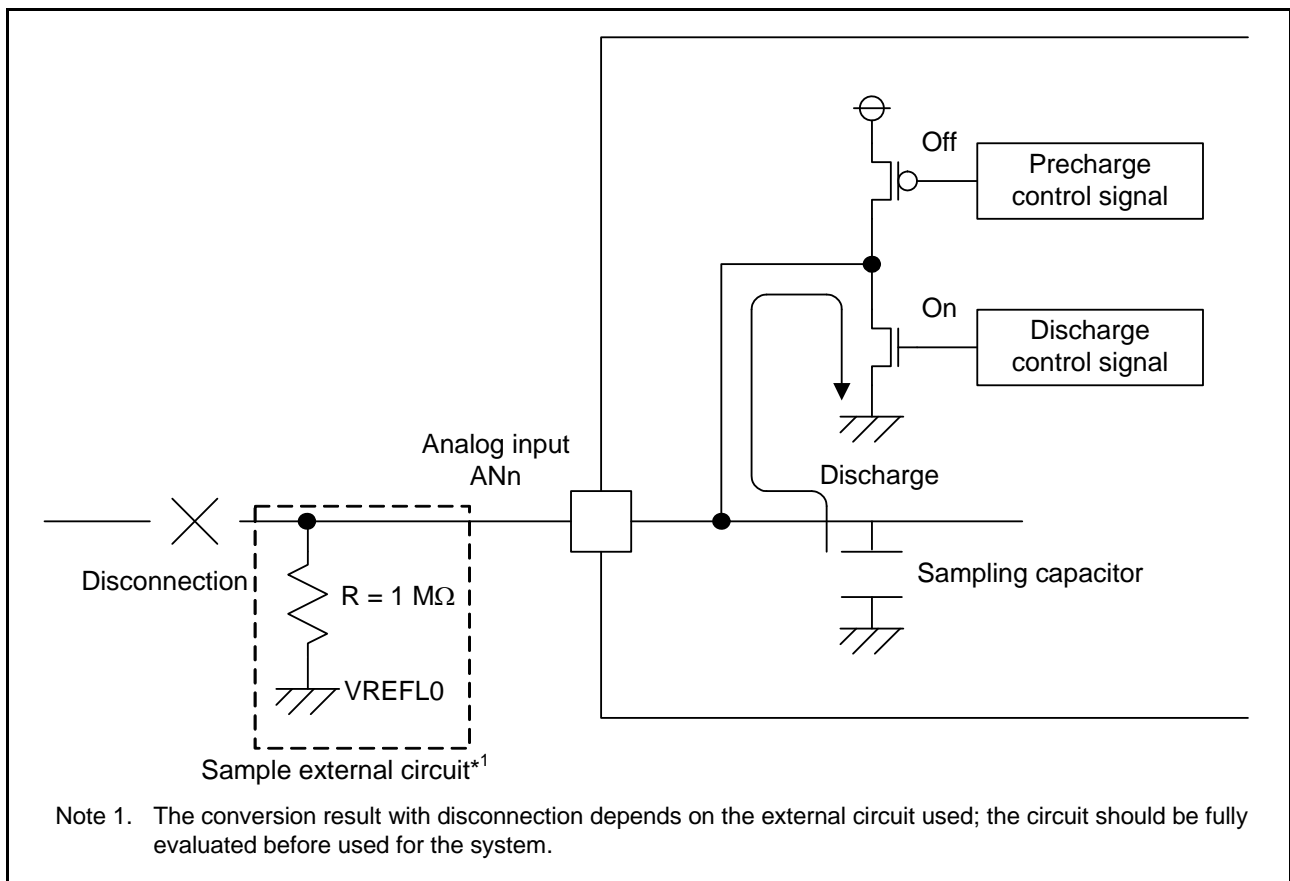 Off
Precharge
control signal
On
Discharge
control signal
Analog input
ANn
Discharge
Disconnection
R = 1 MΩ
Sampling capacitor
VREFL0
Sample external circuit*1
Note 1. The conversion result with disconnection depends on the external circuit used; the circuit should be fully
evaluated before used for the system.